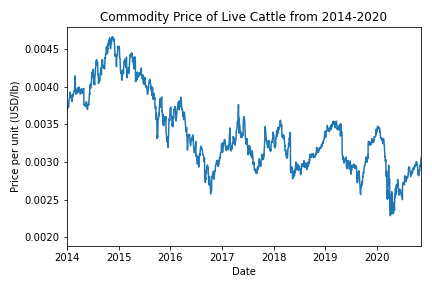 Commodity Price of Live Cattle from 2014-2020
Price per unit (USD/lb)
0.0045
0.0040
0.0035
0.0030
0.0025
0.0020
2014 2015 2016 2017 2018 2019 2020
Date